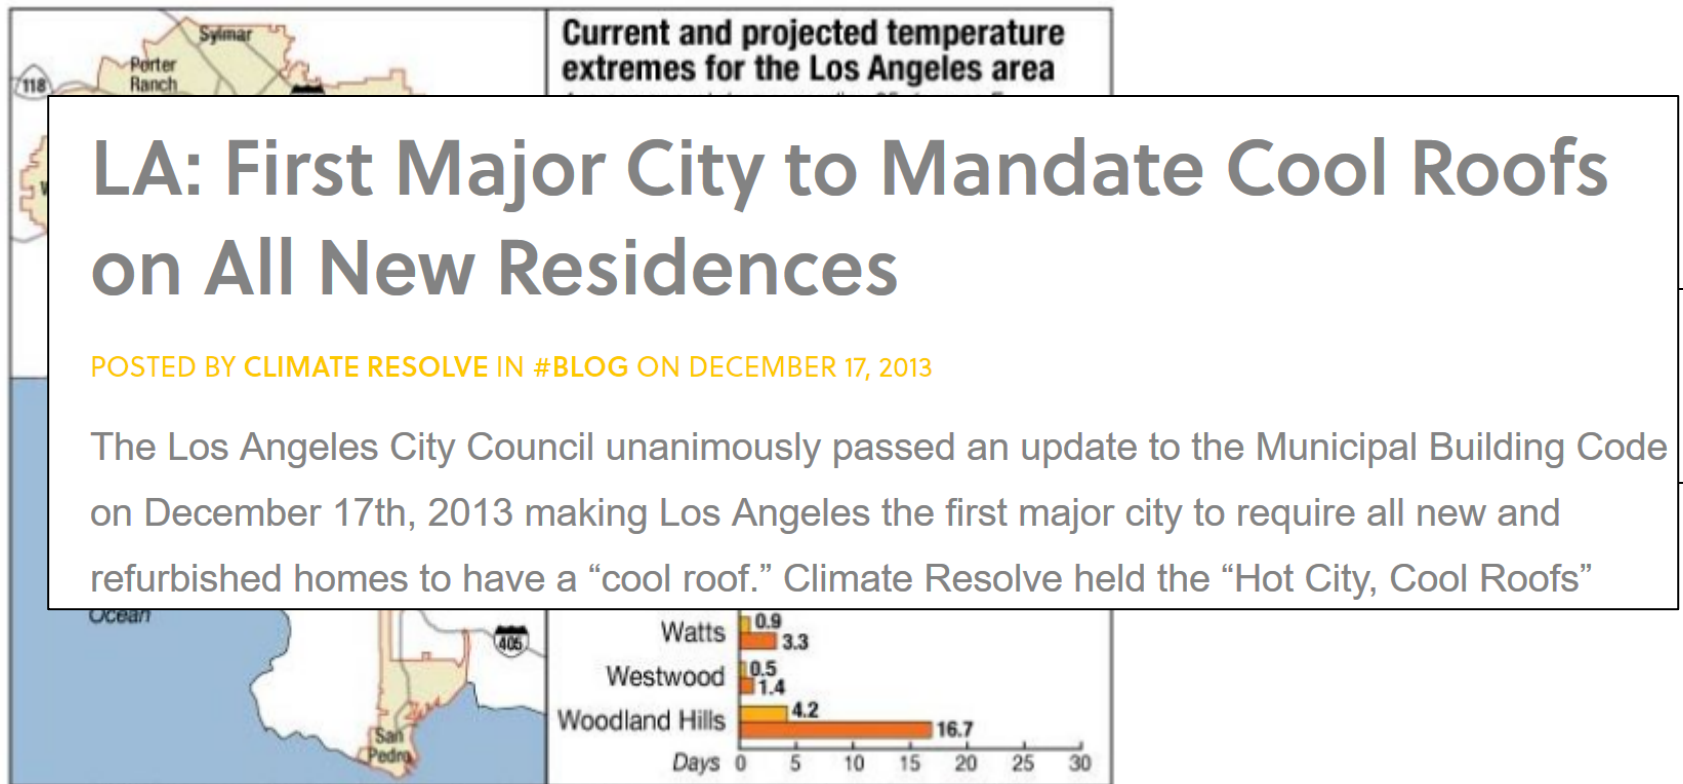 Sylmar
Porter
Ranch
118
Current and projected temperature
extremes for the Los Angeles area
LA: First Major City to Mandate Cool Roofs
on All New Residences
POSTED BY CLIMATE RESOLVE IN #BLOG ON DECEMBER 17, 2013
The Los Angeles City Council unanimously passed an update to the Municipal Building Code
on December 17th, 2013 making Los Angeles the first major city to require all new and
refurbished homes to have a “cool roof.” Climate Resolve held the “Hot City, Cool Roofs”
Ocean
405
San
Pedro
Watts 0.9
3.3
Westwood 0.5
1.4
Woodland Hills 4.2
16.7
Days 0 5 10 15 20 25 30